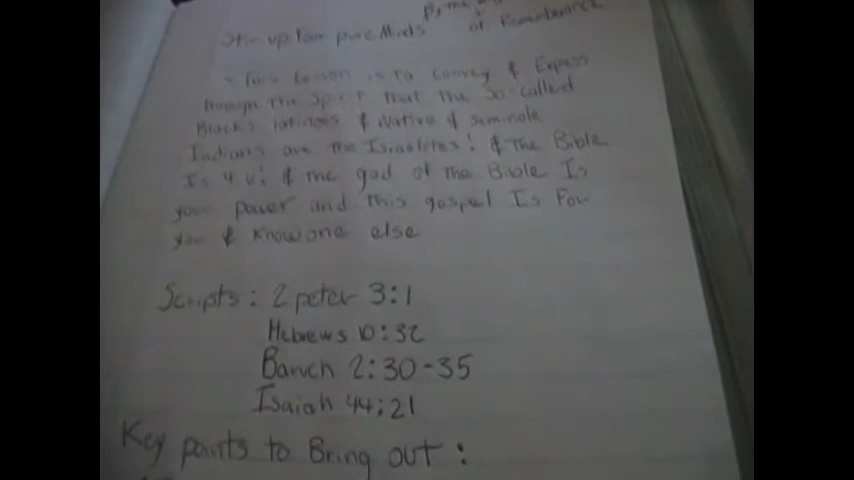 Stir up Your pure Minds of Remembrance
- This Lesson is to Convey & Express
through The Spirit that the So-called
Blacks latinoes & Native & Seminole
Indians are the Israelites! & The Bible
Is 4 U! & the god of the Bible Is
your power and this gospel Is For
you & Knowone else
Scripts: 2 peter 3:1
Hebrews 10:32
Baruch 2:30-35
Isaiah 44:21
Key points to Bring out: